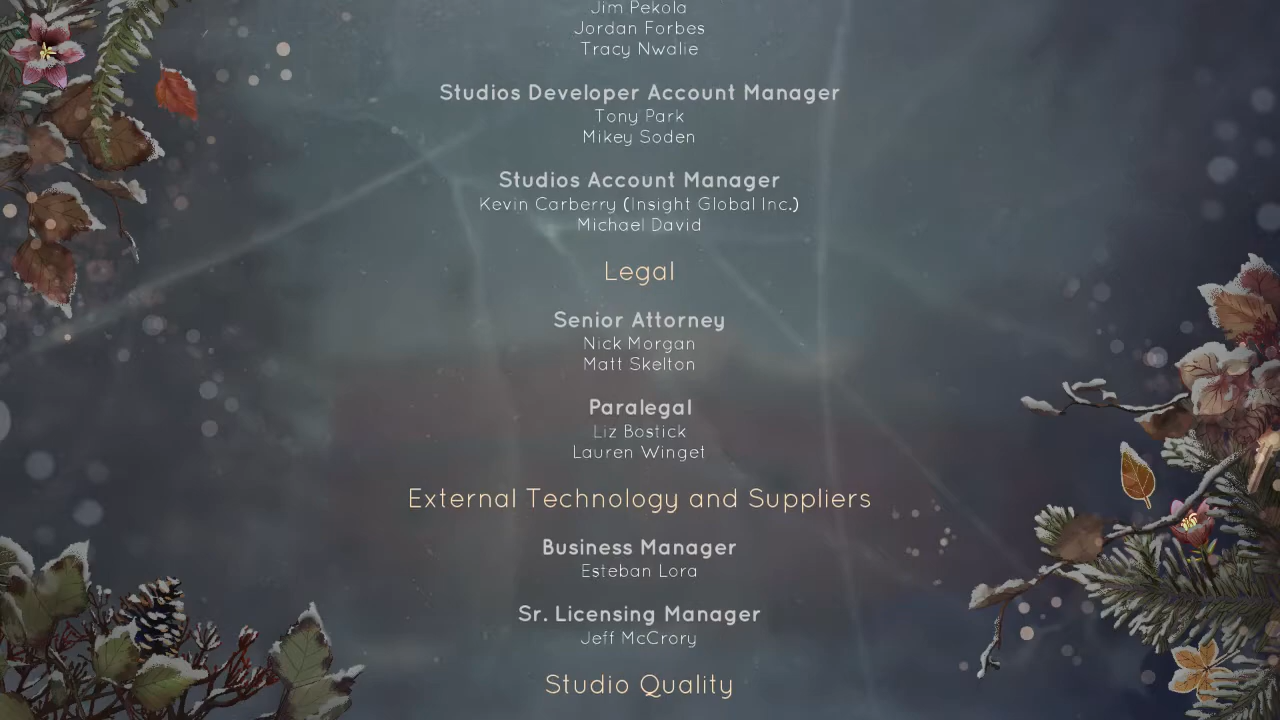 Jim Pekola
Jordan Forbes
Tracy Nwalie
Studios Developer Account Manager
Tony Park
Mikey Soden
Studios Account Manager
Kevin Carberry (Insight Global Inc.)
Michael David
Legal
Senior Attorney
Nick Morgan
Matt Skelton
Paralegal
Liz Bostick
Lauren Winget
External Technology and Suppliers
Business Manager
Esteban Lora
Sr. Licensing Manager
Jeff McCrory
Studio Quality